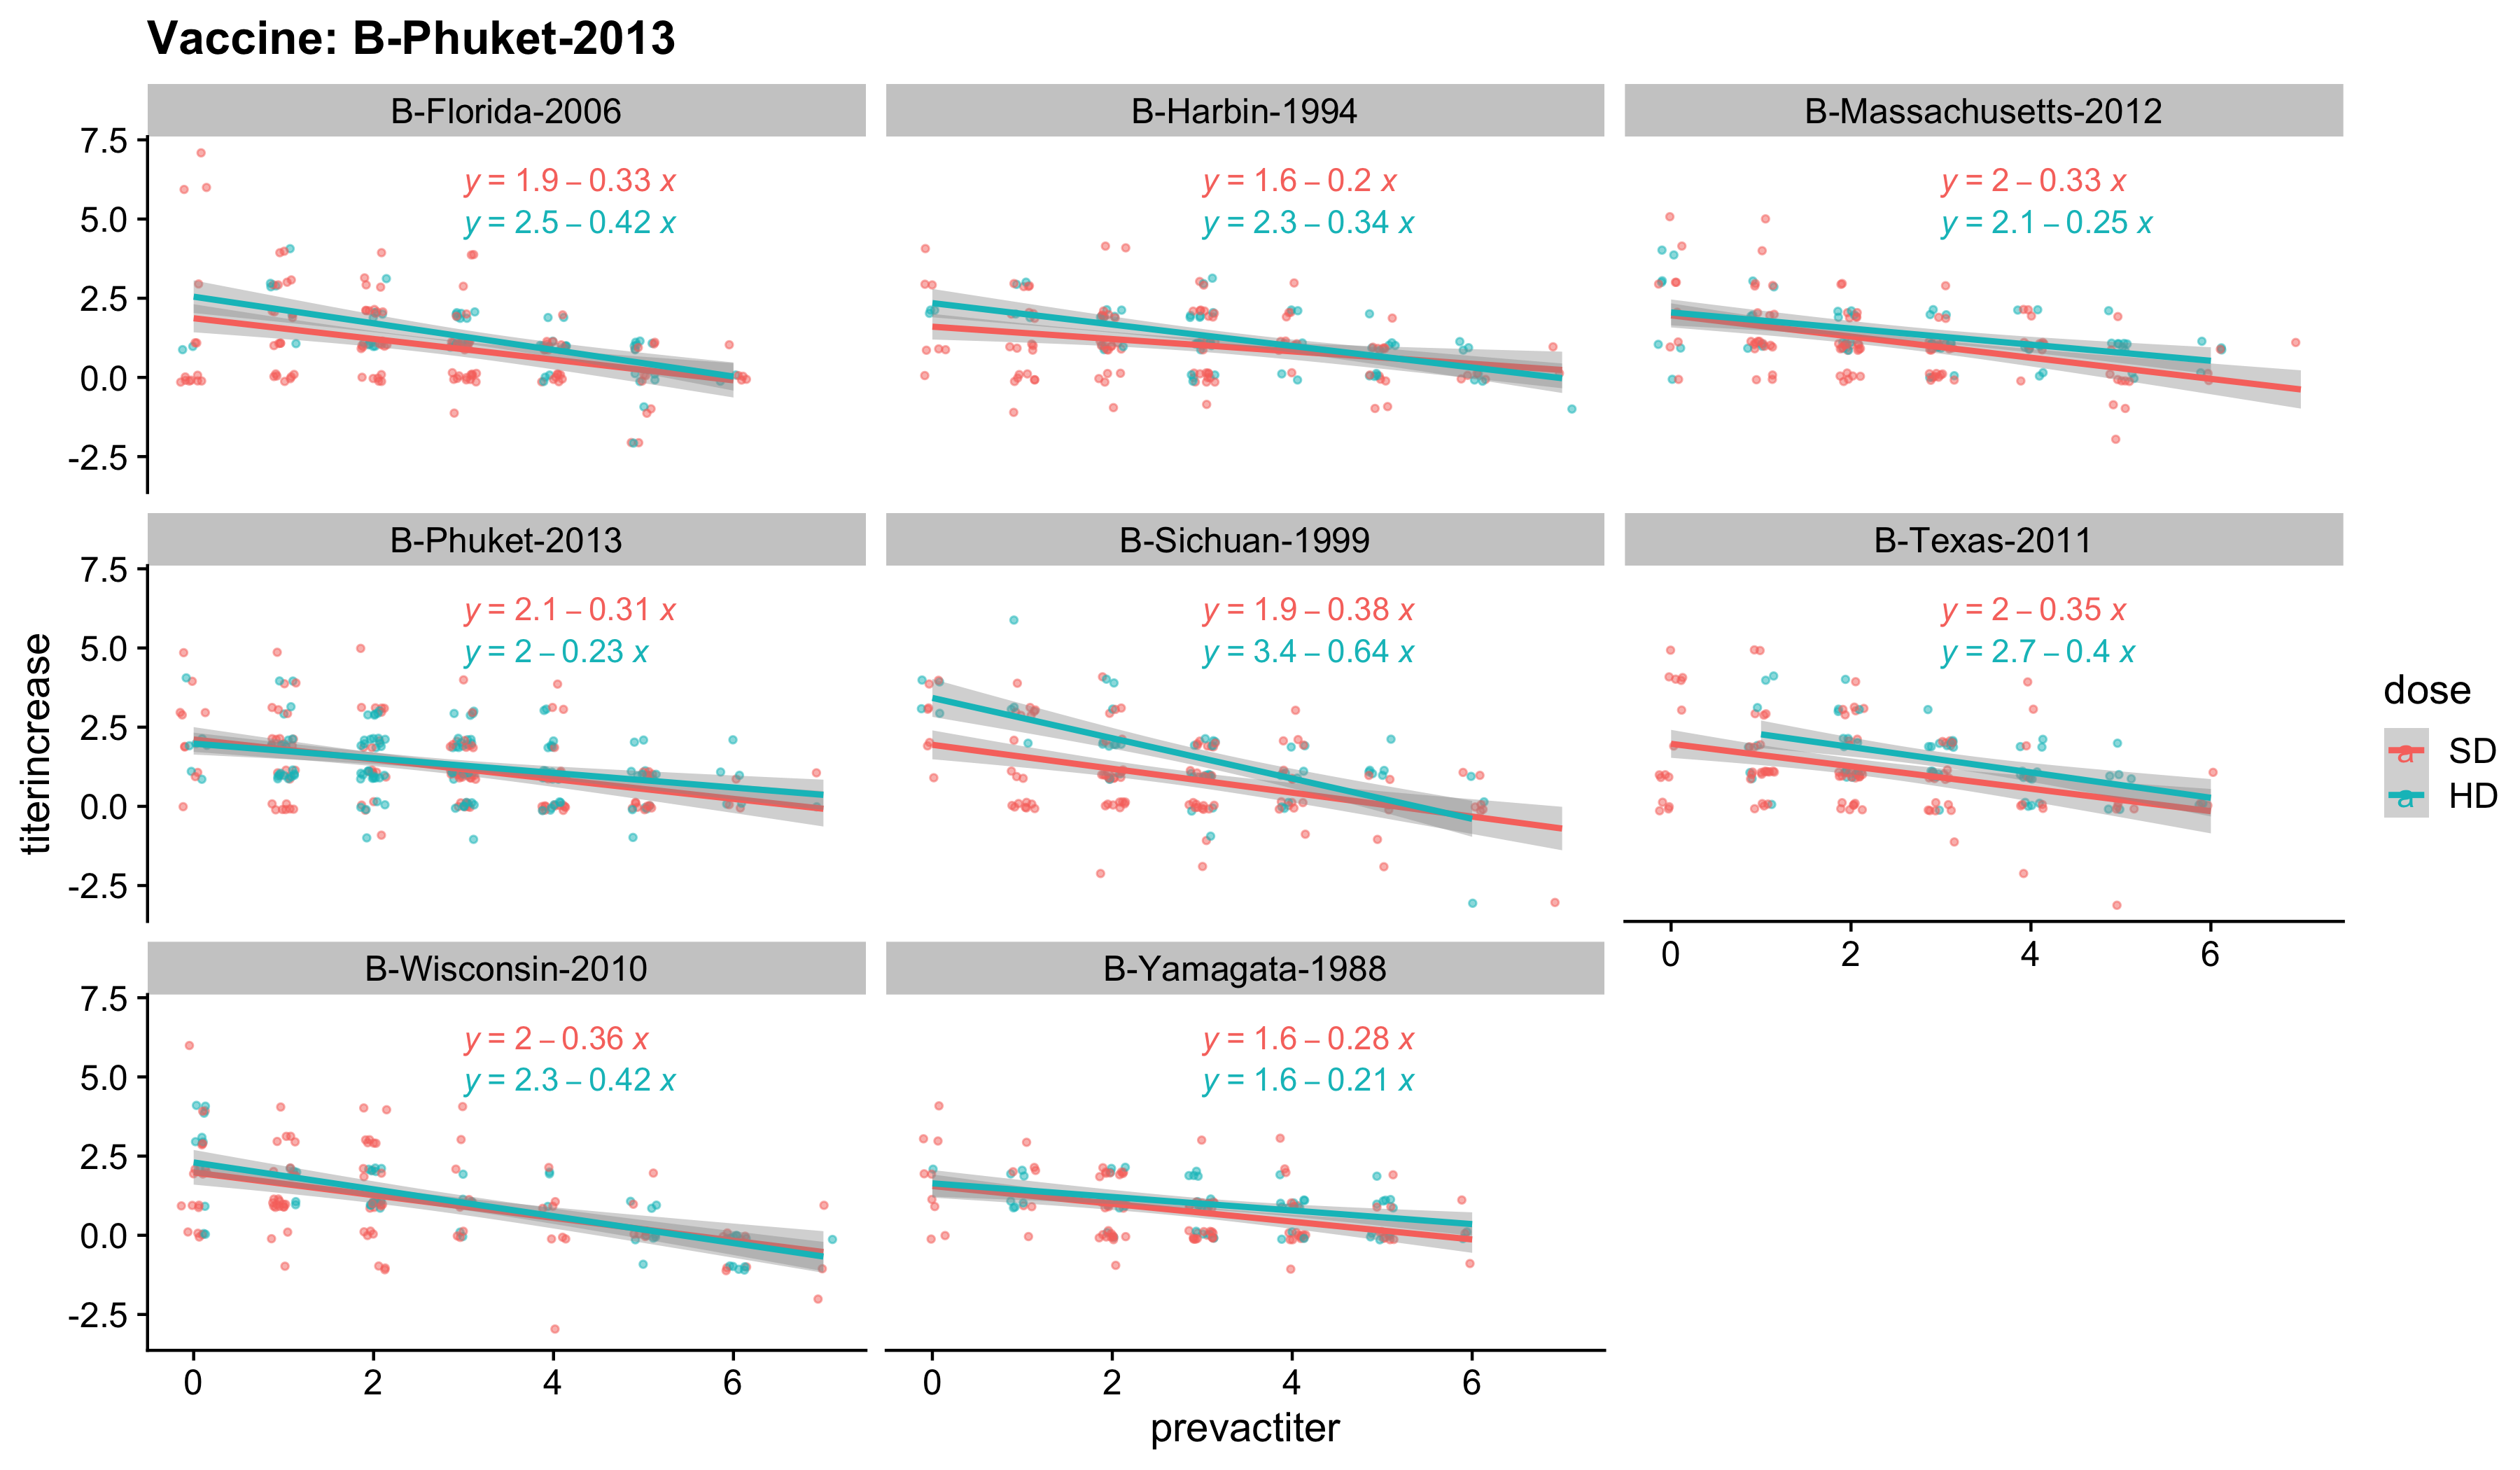 Vaccine: B-Phuket-2013
B-Florida-2006
B-Harbin-1994
B-Massachusetts-2012
7.5
5.0
2.5
0.0
-2.5
y = 1.9 – 0.33 x
y = 2.5 – 0.42 x
y = 1.6 – 0.2 x
y = 2.3 – 0.34 x
y = 2 – 0.33 x
y = 2.1 – 0.25 x
B-Phuket-2013
B-Sichuan-1999
B-Texas-2011
7.5
5.0
2.5
0.0
-2.5
y = 2.1 – 0.31 x
y = 2 – 0.23 x
y = 1.9 – 0.38 x
y = 3.4 – 0.64 x
y = 2 – 0.35 x
y = 2.7 – 0.4 x
0 2 4 6
titerincrease
dose
a SD
a HD
B-Wisconsin-2010
B-Yamagata-1988
7.5
5.0
2.5
0.0
-2.5
y = 2 – 0.36 x
y = 2.3 – 0.42 x
y = 1.6 – 0.28 x
y = 1.6 – 0.21 x
0 2 4 6
0 2 4 6
prevactiter